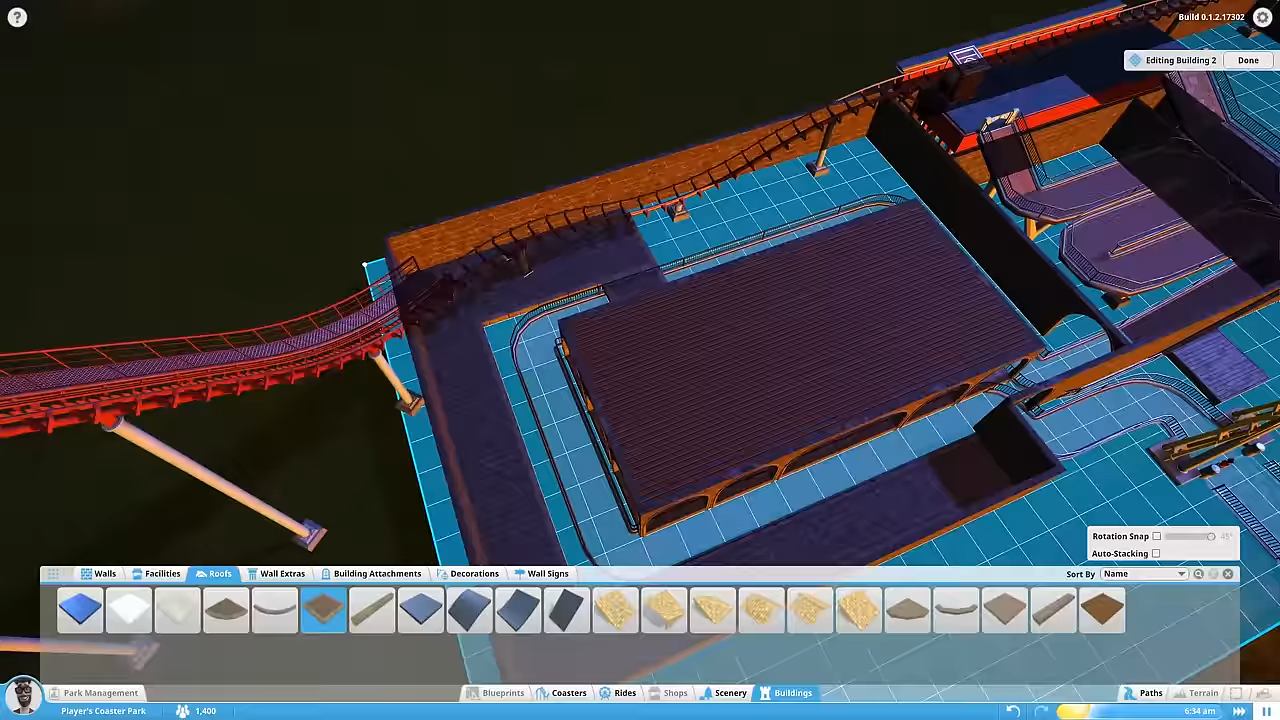 ?
Build 0.1.2.17302
Editing Building 2
Done
Rotation Snap
45°
Auto-Stacking
Walls
Facilities
Roofs
Wall Extras
Building Attachments
Decorations
Wall Signs
Sort By
Name
Park Management
Blueprints
Coasters
Rides
Shops
Scenery
Buildings
Paths
Terrain
Player's Coaster Park
1,400
6:34 am